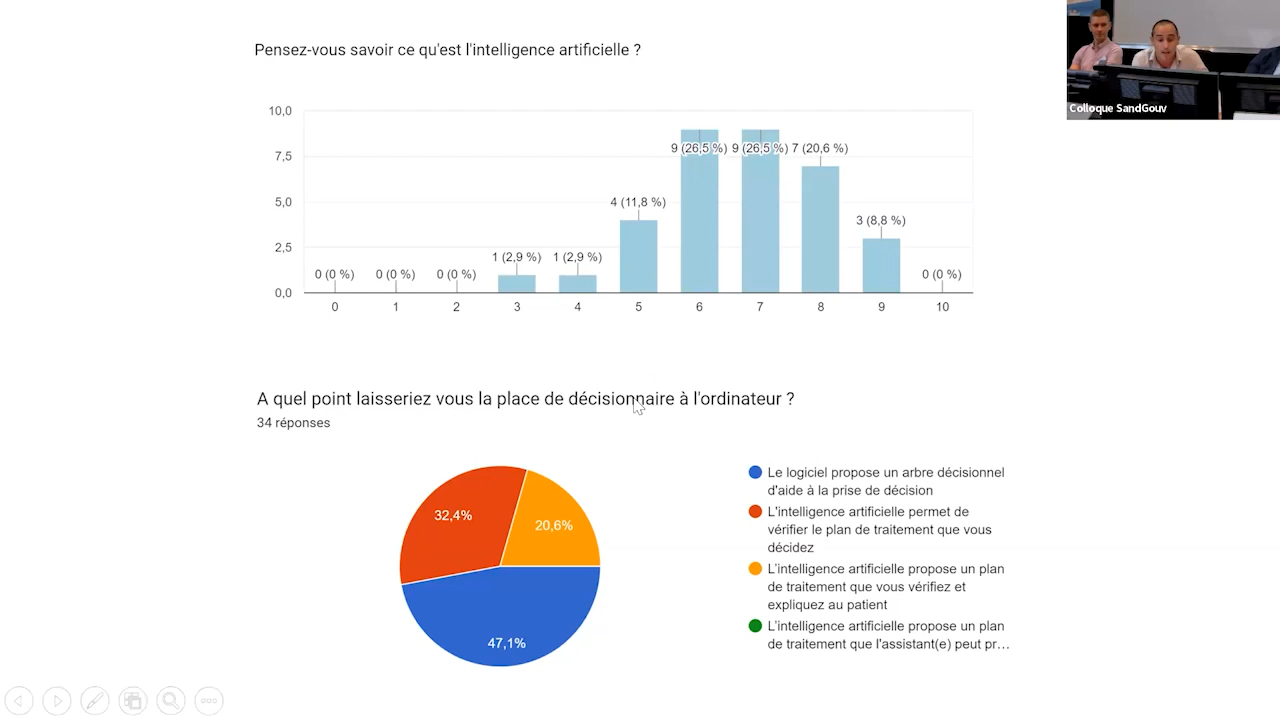 Pensez-vous savoir ce qu'est l'intelligence artificielle ?
Colloque SandGouv
10,0
7,5
5,0
2,5
0,0
0 (0 %)
0 (0 %)
0 (0 %)
1 (2,9 %)
1 (2,9 %)
4 (11,8 %)
9 (26,5 %)
9 (26,5 %)
7 (20,6 %)
3 (8,8 %)
0 (0 %)
0 1 2 3 4 5 6 7 8 9 10
A quel point laisseriez vous la place de décisionnaire à l'ordinateur ?
34 réponses
32,4%
20,6%
47,1%
Le logiciel propose un arbre décisionnel
d'aide à la prise de décision
L'intelligence artificielle permet de
vérifier le plan de traitement que vous
décidez
L'intelligence artificielle propose un plan
de traitement que vous vérifiez et
expliquez au patient
L'intelligence artificielle propose un plan
de traitement que l'assistant(e) peut pr…